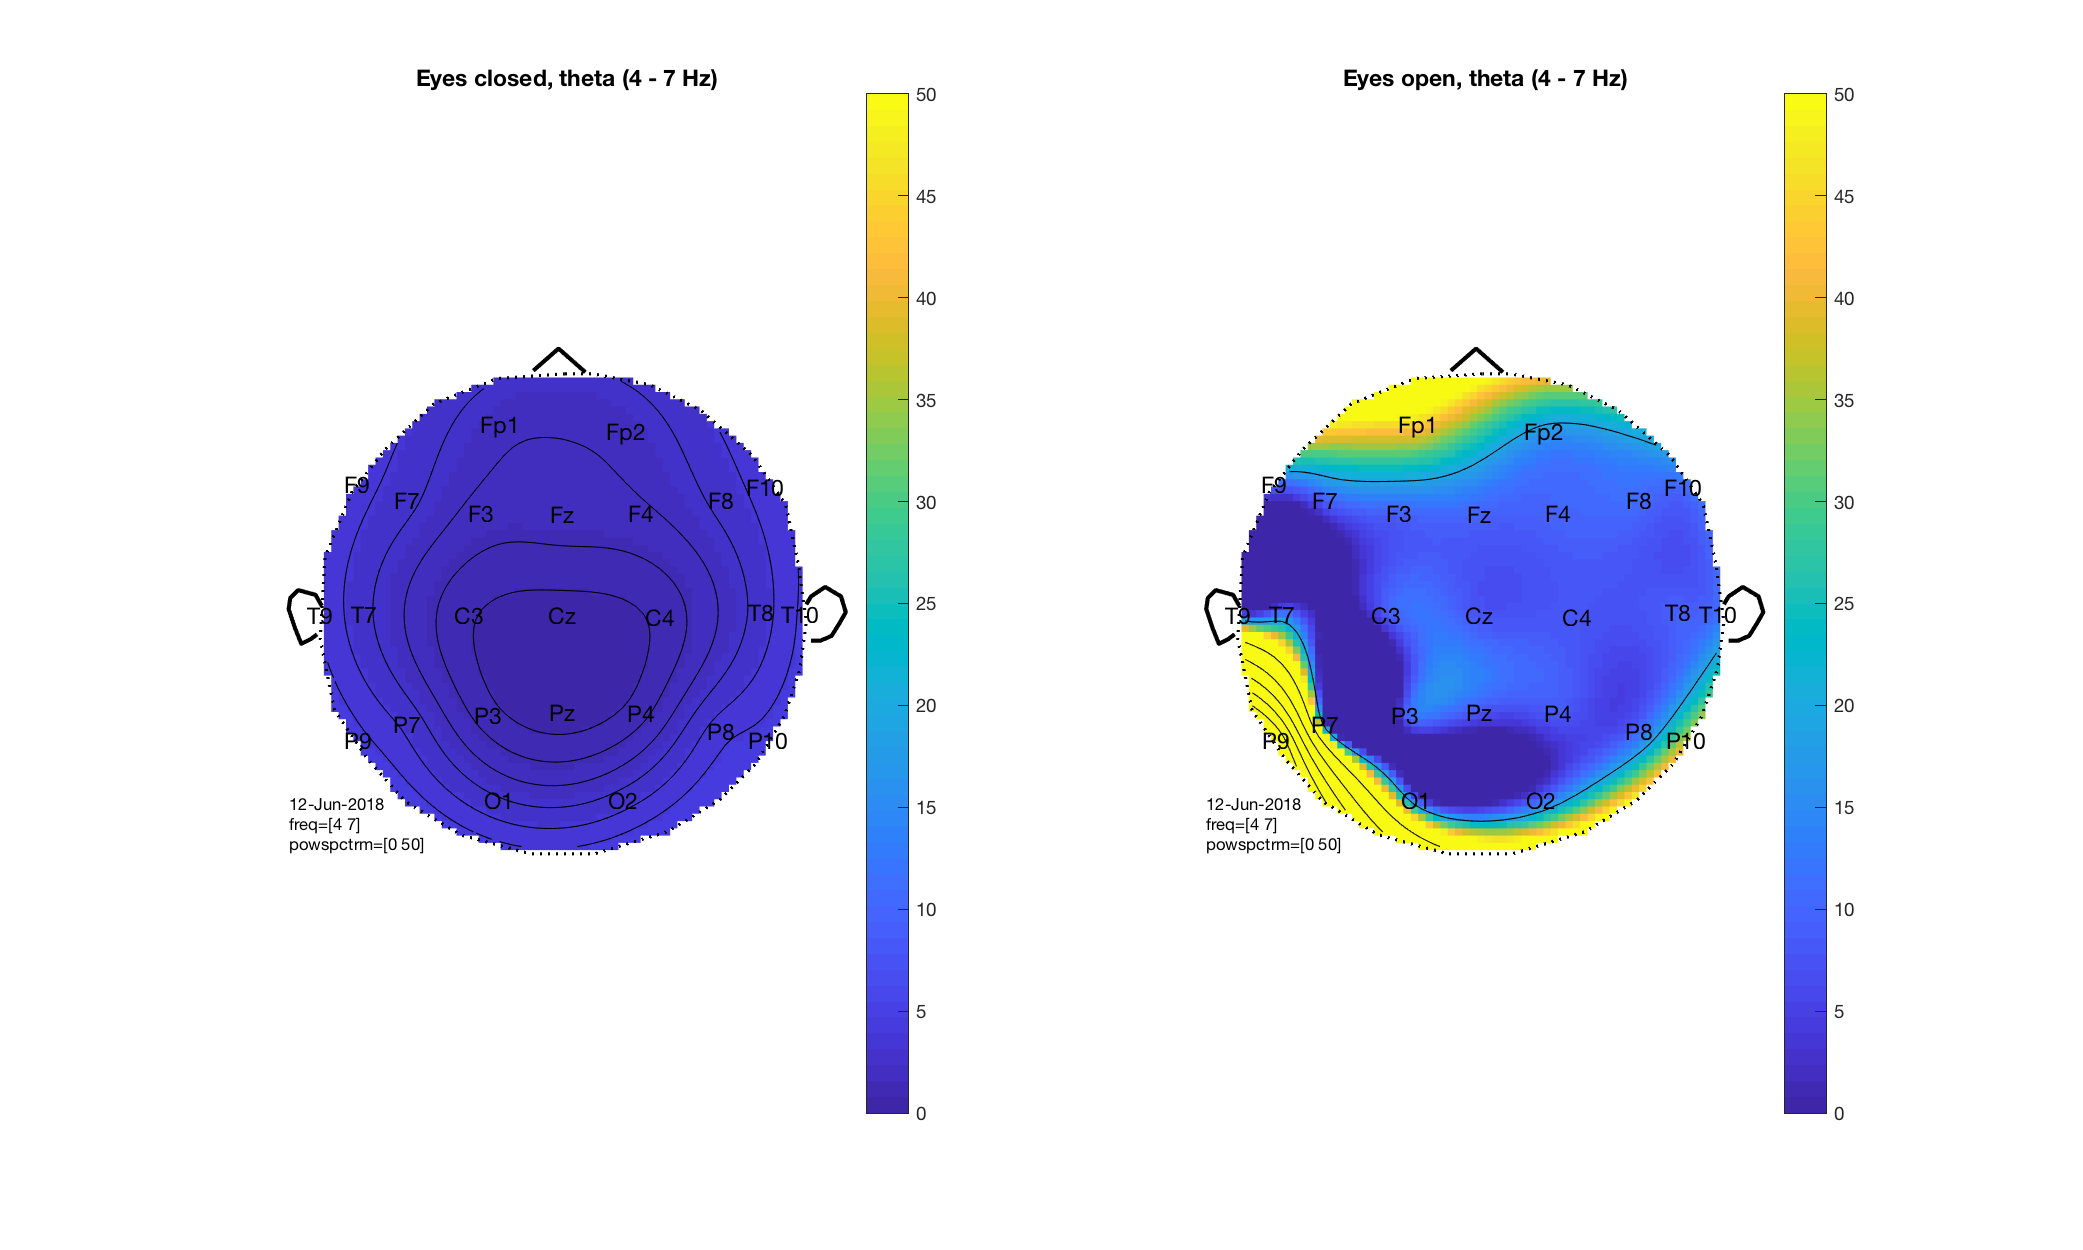 Eyes closed, theta (4 - 7 Hz)
50
45
40
35
30
25
20
15
10
5
0
Fp1 Fp2
F9 F7 F3 Fz F4 F8 F10
T9 T7 C3 Cz C4 T8 T10
P9 P7 P3 Pz P4 P8 P10
O1 O2
12-Jun-2018
freq=[4 7]
powspctrm=[0 50]
Eyes open, theta (4 - 7 Hz)
50
45
40
35
30
25
20
15
10
5
0
Fp1 Fp2
F9 F7 F3 Fz F4 F8 F10
T9 T7 C3 Cz C4 T8 T10
P9 P7 P3 Pz P4 P8 P10
O1 O2
12-Jun-2018
freq=[4 7]
powspctrm=[0 50]